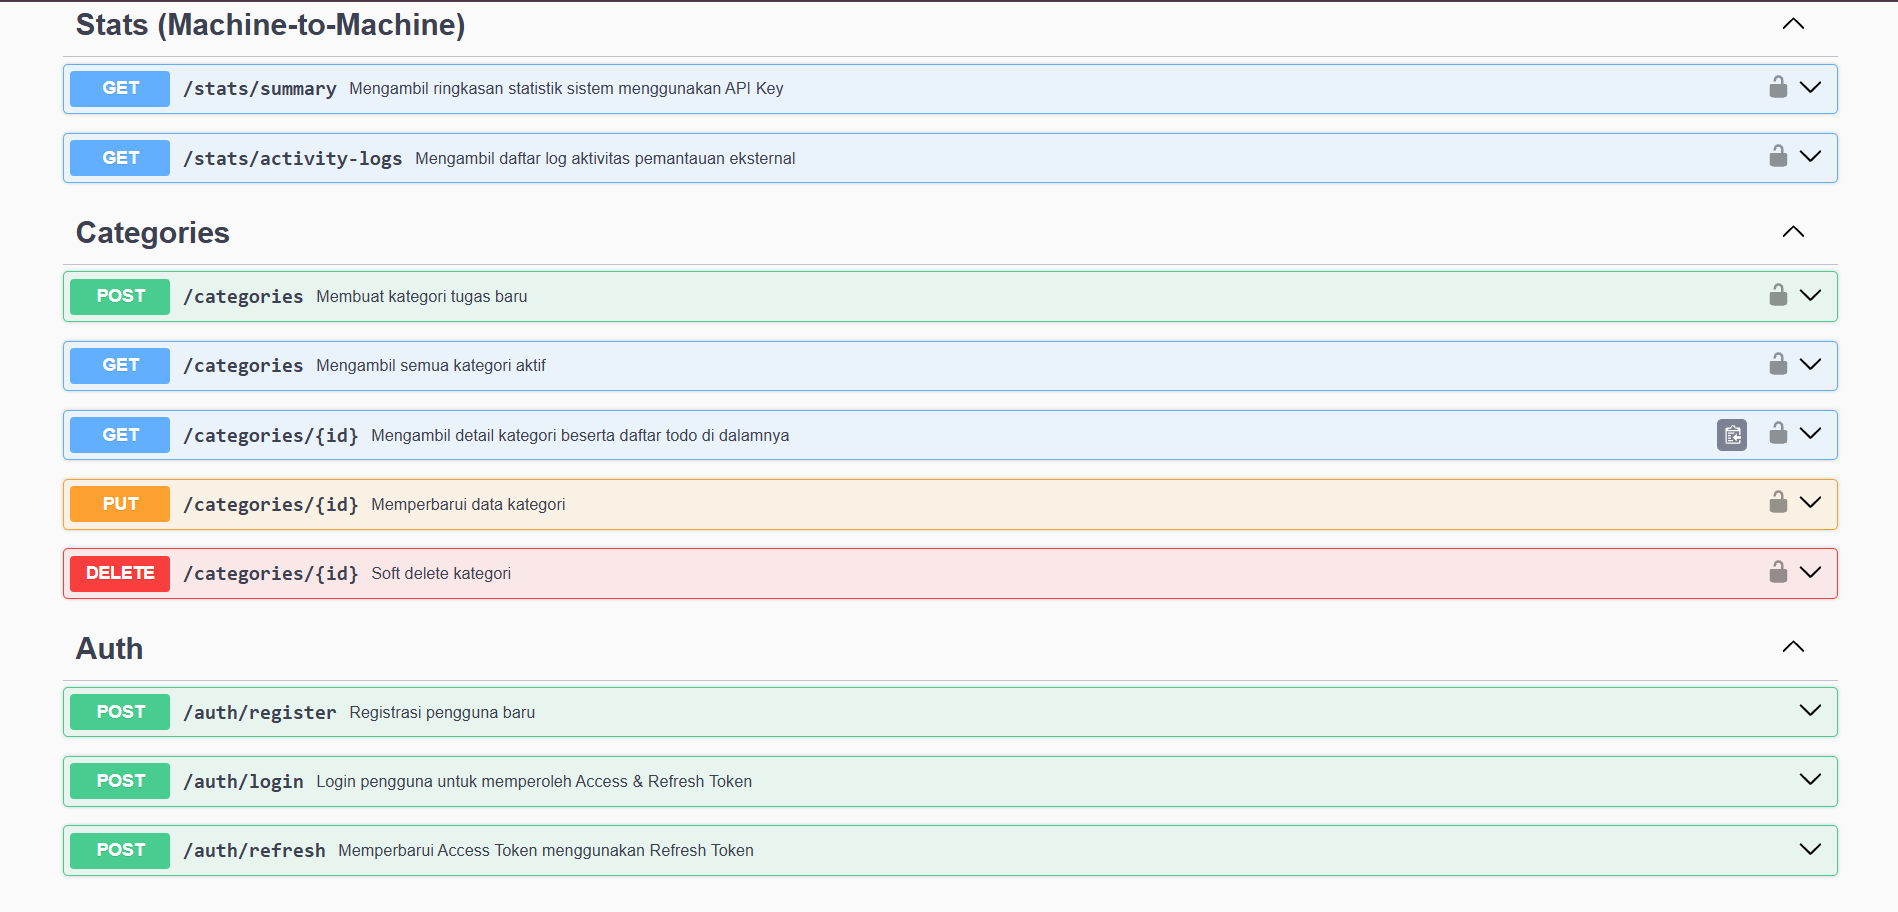 Stats (Machine-to-Machine)
GET /stats/summary Mengambil ringkasan statistik sistem menggunakan API Key
GET /stats/activity-logs Mengambil daftar log aktivitas pemantauan eksternal
Categories
POST /categories Membuat kategori tugas baru
GET /categories Mengambil semua kategori aktif
GET /categories/{id} Mengambil detail kategori beserta daftar todo di dalamnya
PUT /categories/{id} Memperbarui data kategori
DELETE /categories/{id} Soft delete kategori
Auth
POST /auth/register Registrasi pengguna baru
POST /auth/login Login pengguna untuk memperoleh Access & Refresh Token
POST /auth/refresh Memperbarui Access Token menggunakan Refresh Token